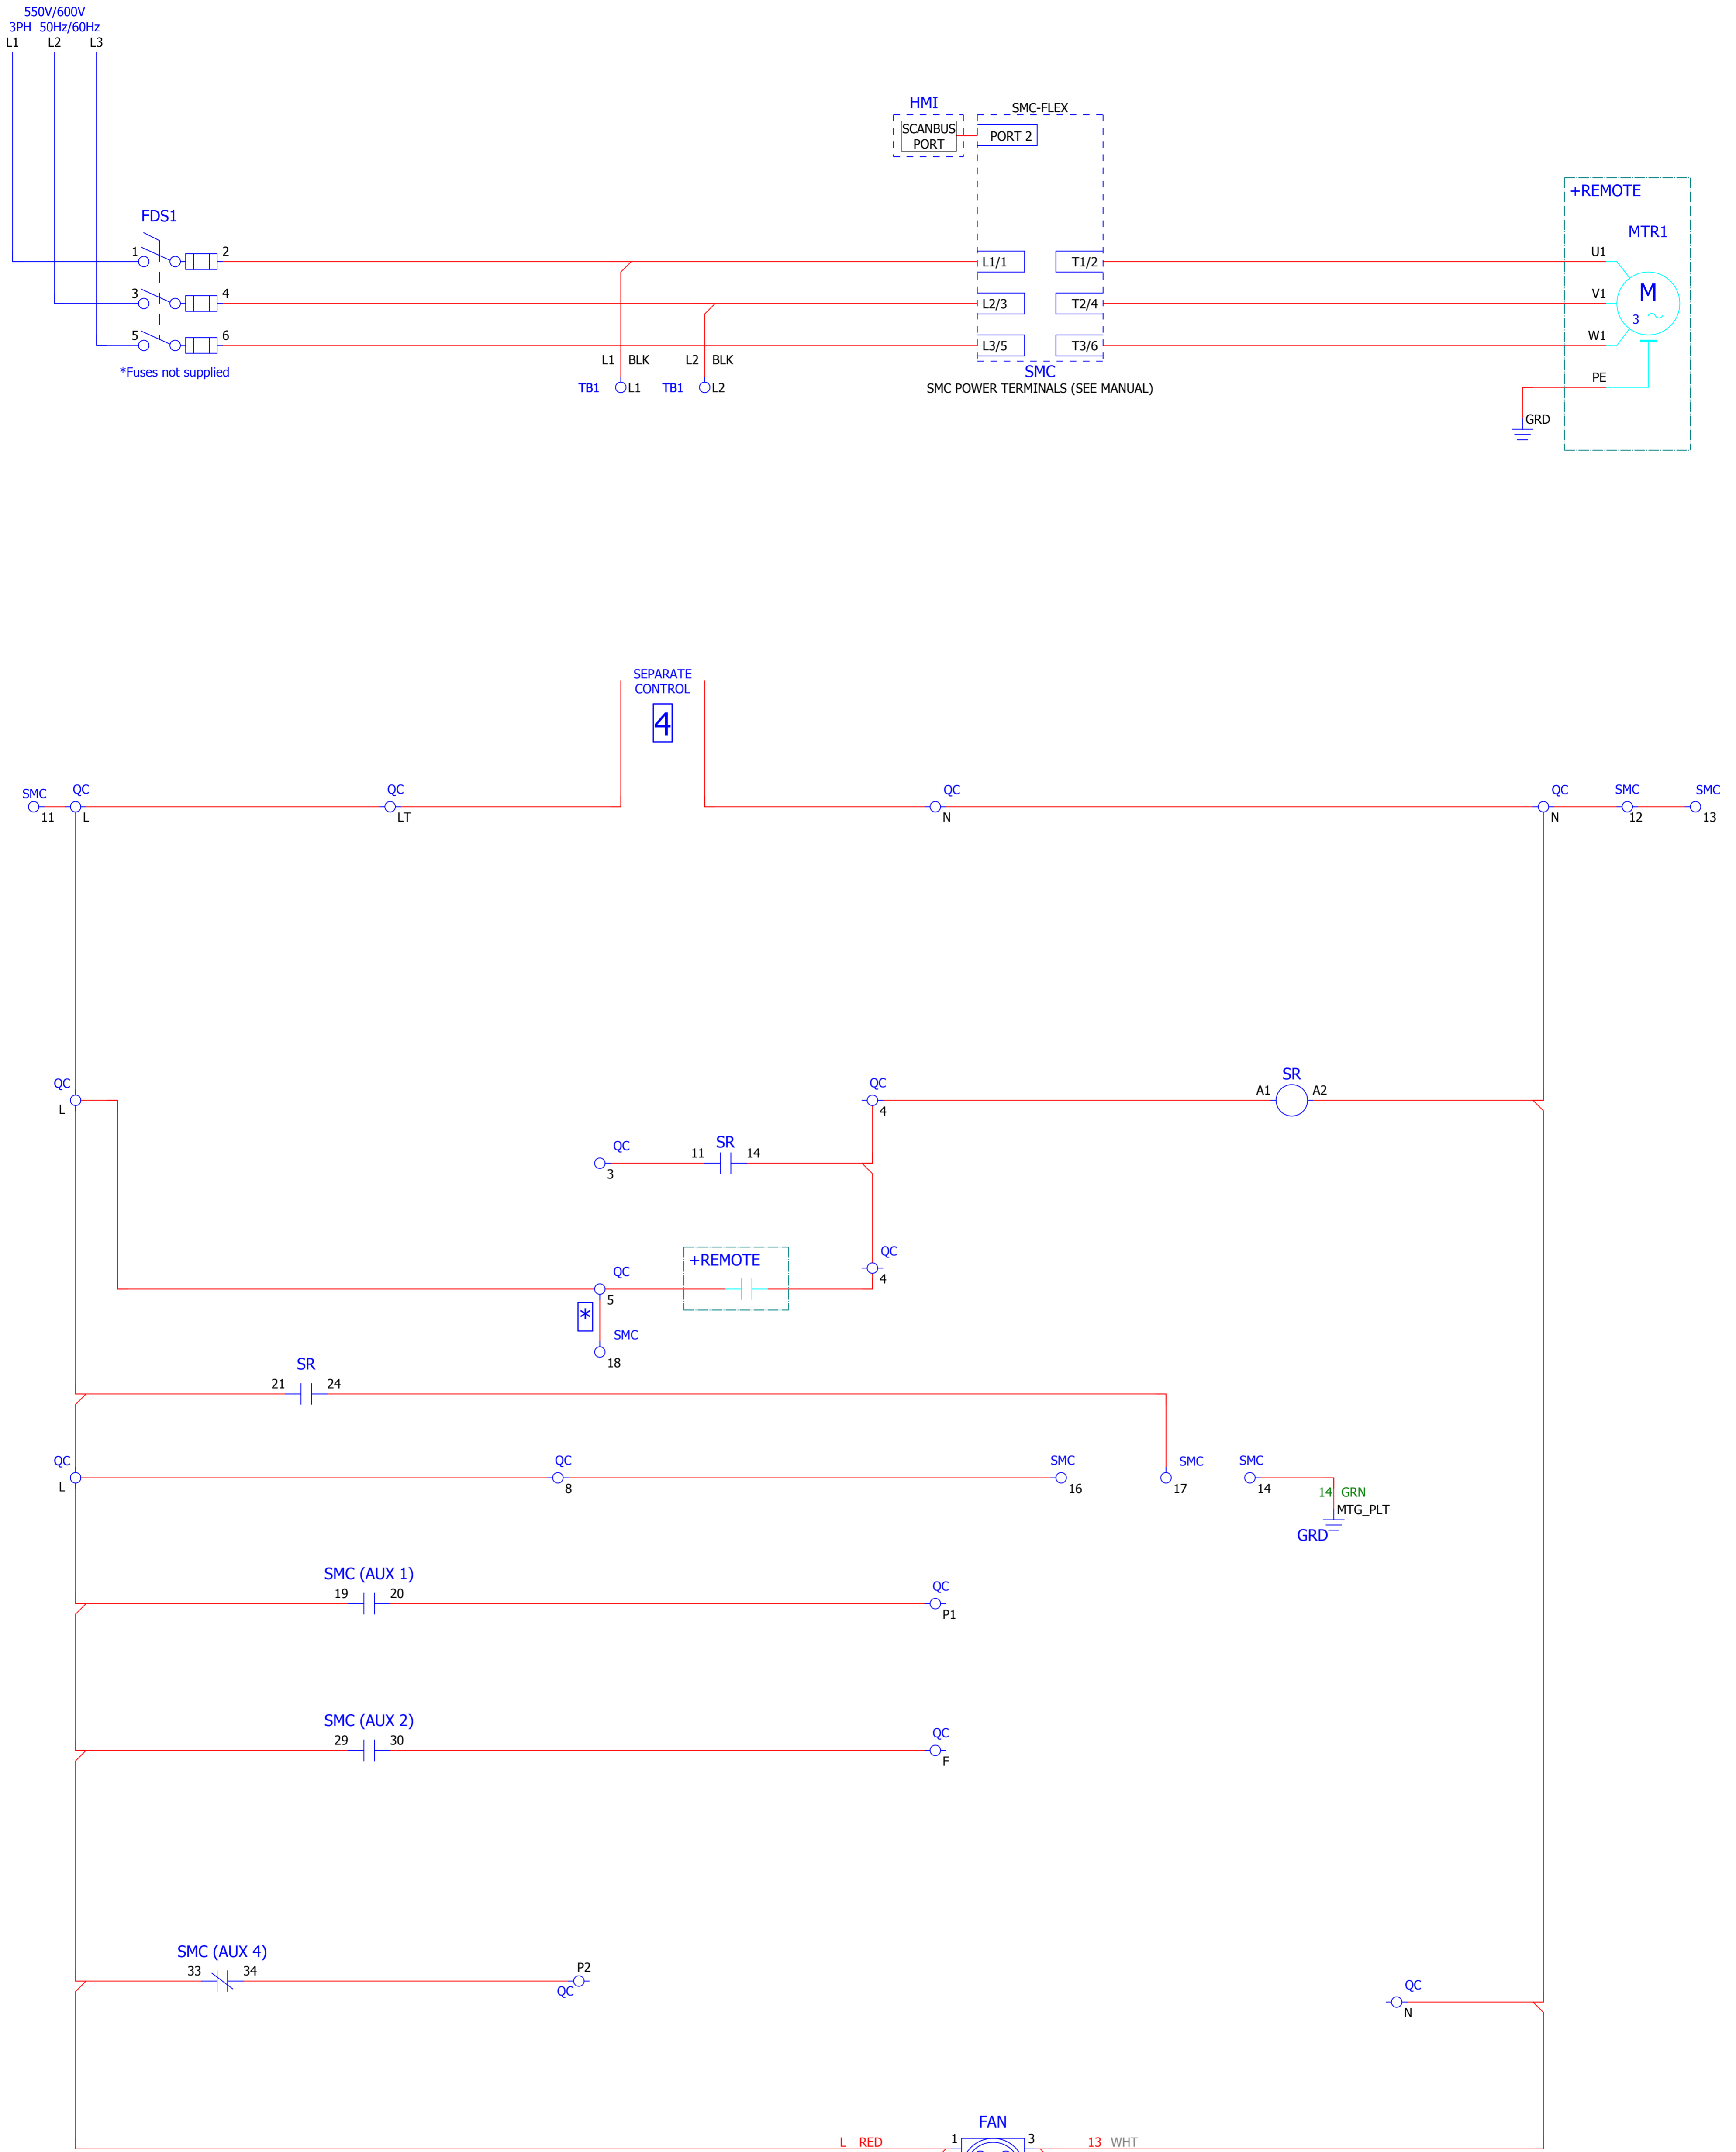 550V/600V
3PH 50Hz/60Hz
L1 L2 L3
HMI
SMC-FLEX
SCANBUS
PORT
PORT 2
+REMOTE
FDS1
MTR1
1 2 L1/1 T1/2 U1
3 4 L2/3 T2/4 V1
M
3
5 6 L3/5 T3/6 W1
*Fuses not supplied
L1 BLK L2 BLK
SMC
PE
TB1 L1 TB1 L2
SMC POWER TERMINALS (SEE MANUAL)
GRD
SEPARATE
CONTROL
4
SMC QC QC QC QC SMC SMC
11 L LT N N 12 13
SR
QC QC A1 A2
L 4
QC SR
11 14
3
+REMOTE
QC QC
4
5
*
SMC
18
SR
21 24
QC QC SMC SMC SMC
L 8 16 17 14
14 GRN
MTG_PLT
GRD
SMC (AUX 1)
19 20 QC
P1
SMC (AUX 2)
29 30 QC
F
SMC (AUX 4)
33 34 P2
QC
QC
N
FAN
L RED 1 3 13 WHT